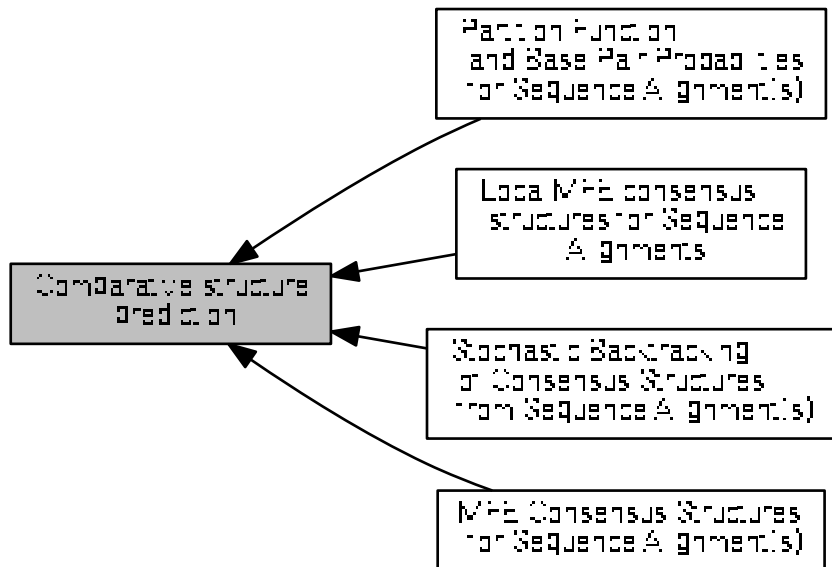 Partition Function
and Base Pair Propabilities
for Sequence Alignment(s)
Local MFE consensus
structures for Sequence
Alignments
Comparative structure
prediction
Stochastic Backtracking
of Consensus Structures
from Sequence Alignment(s)
MFE Consensus Structures
for Sequence Alignment(s)